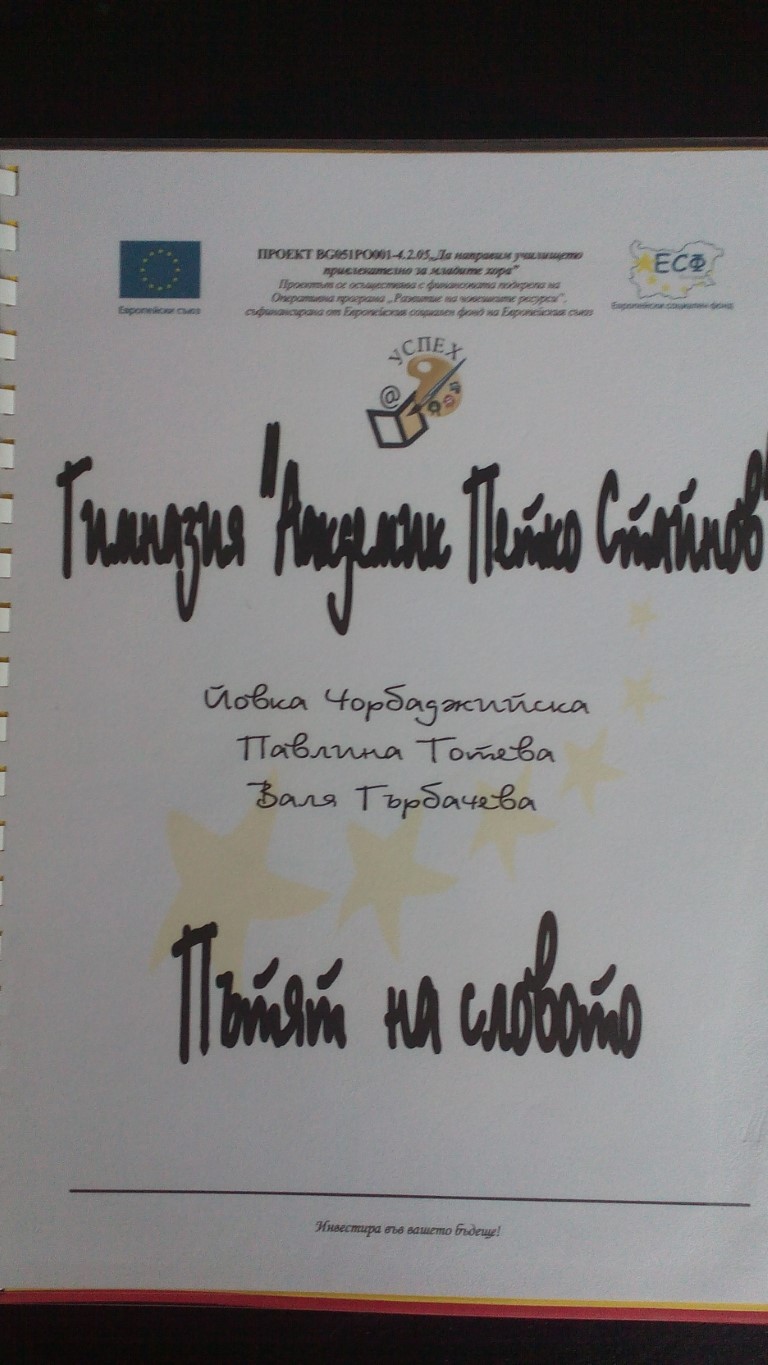 ПРОЕКТ BG051PO001-4.2.05 „Да направим училището
привлекателно за младите хора"
Проектът се осъществява с финансовата подкрепа на
Оперативна програма „Развитие на човешките ресурси",
съфинансирана от Европейския социален фонд на Европейския съюз
ЕСФ
Европейски съюз
Европейски социален фонд
УСПЕХ
@
Гимназия "Академик Петко Стайнов"
Йовка Чорбаджийска
Павлина Тотева
Валя Гърбачева
Пътят на словото
Инвестира във вашето бъдеще!